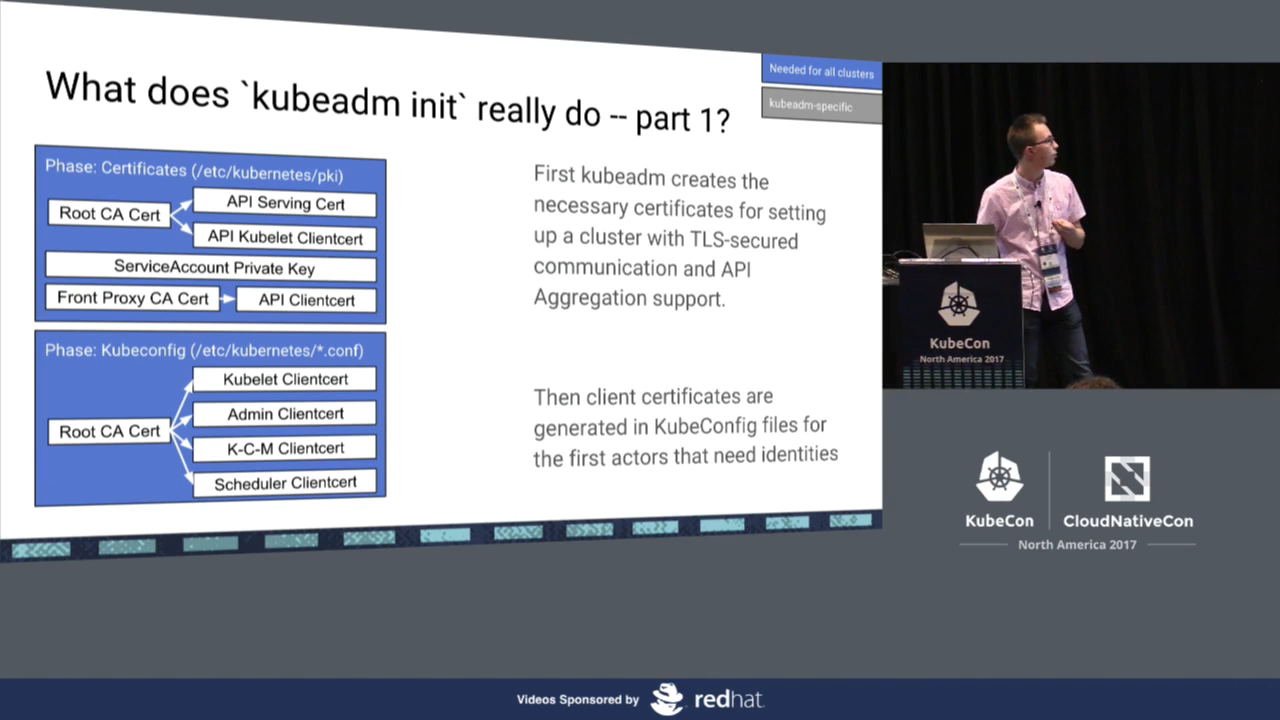 What does `kubeadm init` really do -- part 1?
Needed for all clusters
kubeadm-specific
Phase: Certificates (/etc/kubernetes/pki)
Root CA Cert
API Serving Cert
API Kubelet Clientcert
ServiceAccount Private Key
Front Proxy CA Cert
API Clientcert
Phase: Kubeconfig (/etc/kubernetes/*.conf)
Root CA Cert
Kubelet Clientcert
Admin Clientcert
K-C-M Clientcert
Scheduler Clientcert
First kubeadm creates the
necessary certificates for setting
up a cluster with TLS-secured
communication and API
Aggregation support.
Then client certificates are
generated in KubeConfig files for
the first actors that need identities
KubeCon
North America 2017
KubeCon
CloudNativeCon
North America 2017
Videos Sponsored by
redhat.